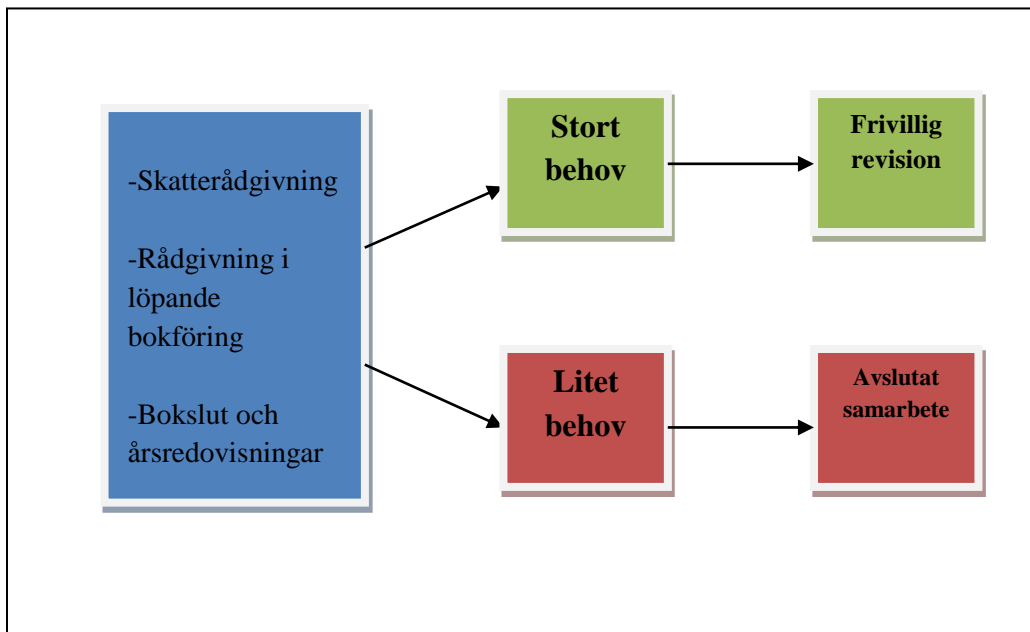 -Skatterådgivning
-Rådgivning i
löpande
bokföring
-Bokslut och
årsredovisningar
Stort
behov
Frivillig
revision
Litet
behov
Avslutat
samarbete